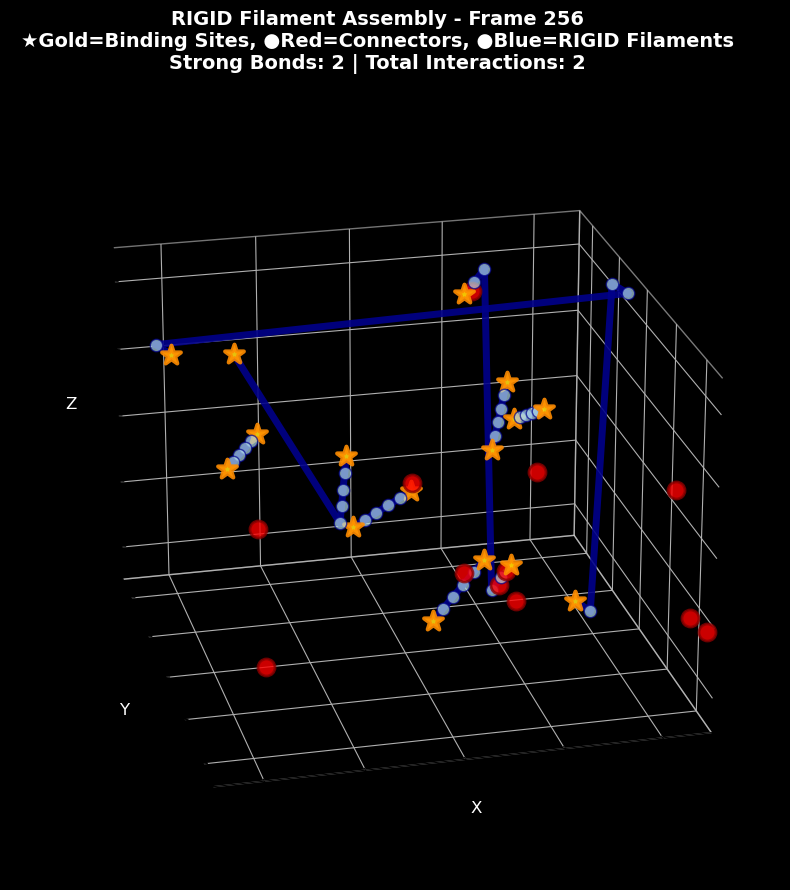 RIGID Filament Assembly - Frame 256
★Gold=Binding Sites, ●Red=Connectors, ●Blue=RIGID Filaments
Strong Bonds: 2 | Total Interactions: 2
Z
Y
X